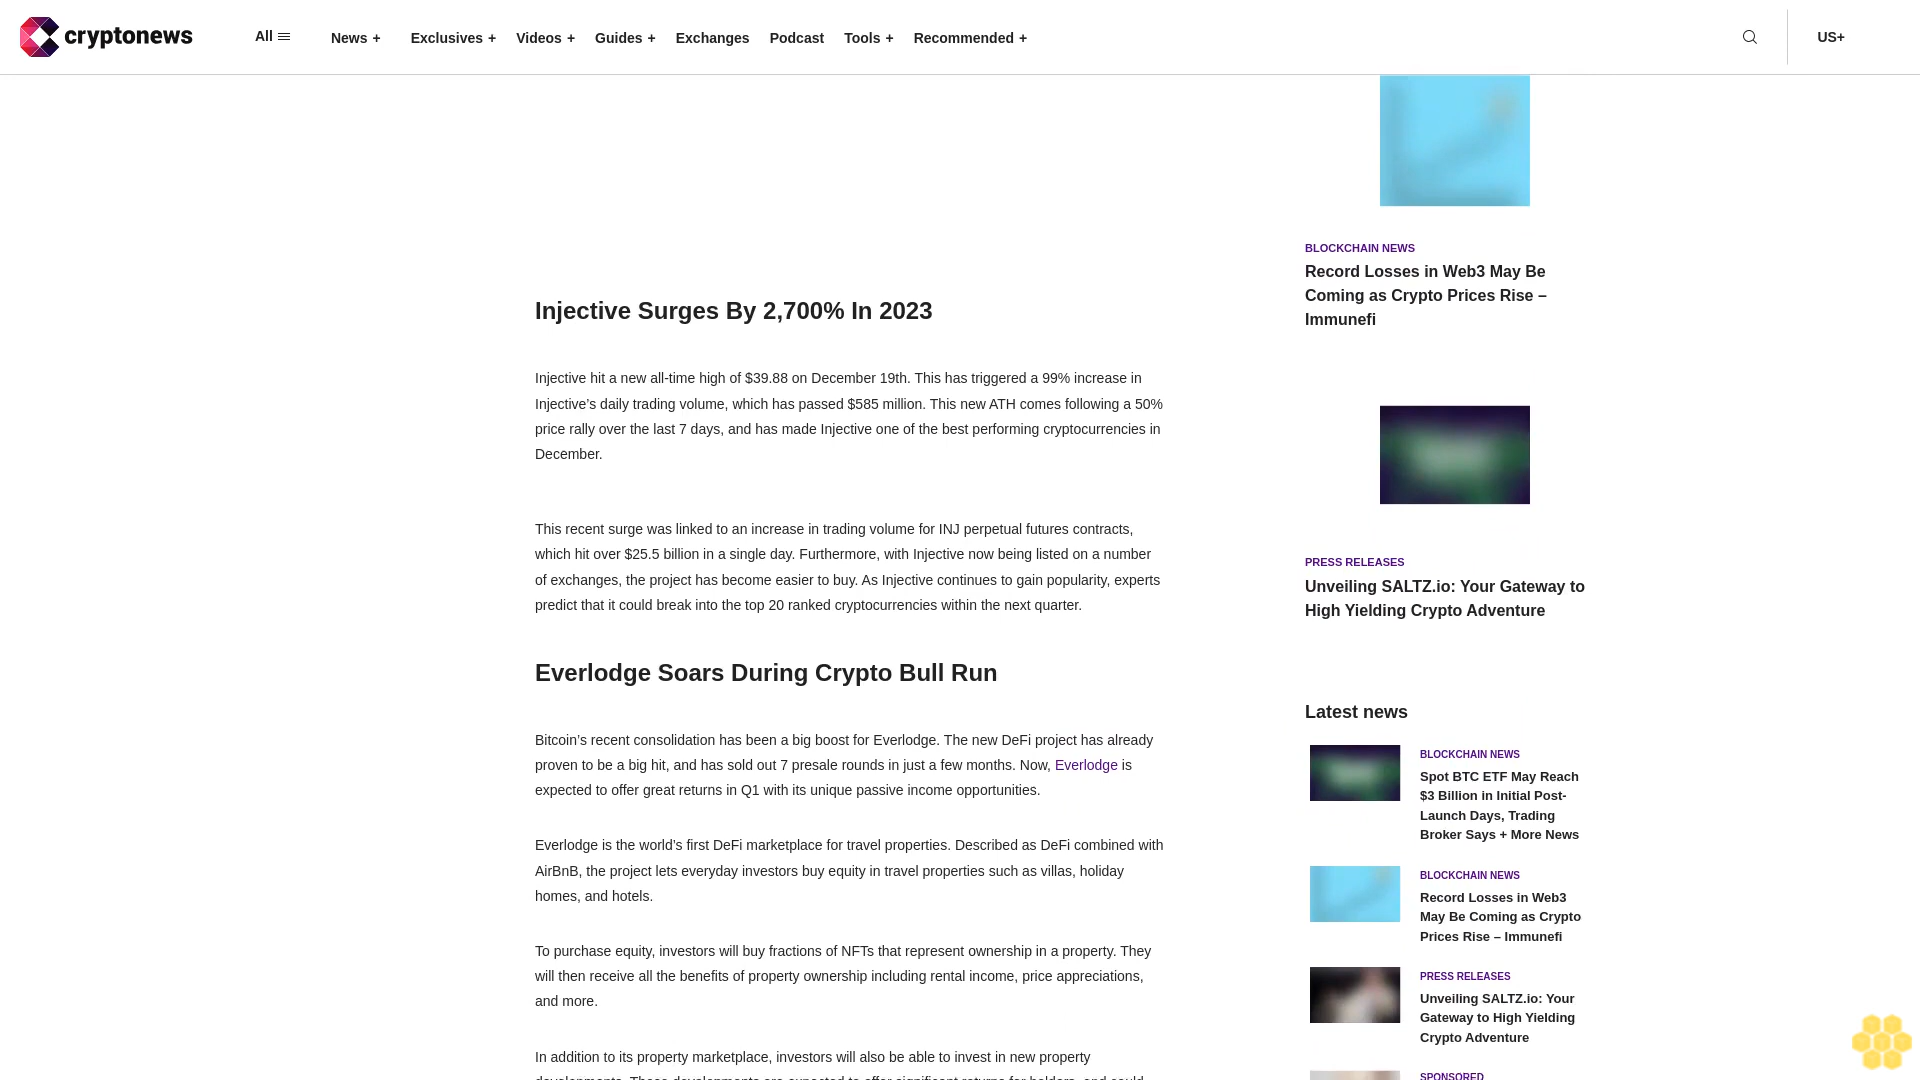 cryptonews
All
News +
Exclusives +
Videos +
Guides +
Exchanges
Podcast
Tools +
Recommended +
US+
Injective Surges By 2,700% In 2023
Injective hit a new all-time high of $39.88 on December 19th. This has triggered a 99% increase in
Injective’s daily trading volume, which has passed $585 million. This new ATH comes following a 50%
price rally over the last 7 days, and has made Injective one of the best performing cryptocurrencies in
December.
This recent surge was linked to an increase in trading volume for INJ perpetual futures contracts,
which hit over $25.5 billion in a single day. Furthermore, with Injective now being listed on a number
of exchanges, the project has become easier to buy. As Injective continues to gain popularity, experts
predict that it could break into the top 20 ranked cryptocurrencies within the next quarter.
Everlodge Soars During Crypto Bull Run
Bitcoin’s recent consolidation has been a big boost for Everlodge. The new DeFi project has already
proven to be a big hit, and has sold out 7 presale rounds in just a few months. Now, Everlodge is
expected to offer great returns in Q1 with its unique passive income opportunities.
Everlodge is the world’s first DeFi marketplace for travel properties. Described as DeFi combined with
AirBnB, the project lets everyday investors buy equity in travel properties such as villas, holiday
homes, and hotels.
To purchase equity, investors will buy fractions of NFTs that represent ownership in a property. They
will then receive all the benefits of property ownership including rental income, price appreciations,
and more.
In addition to its property marketplace, investors will also be able to invest in new property
developments. These developments are expected to offer significant returns for holders, and could
BLOCKCHAIN NEWS
Record Losses in Web3 May Be
Coming as Crypto Prices Rise –
Immunefi
PRESS RELEASES
Unveiling SALTZ.io: Your Gateway to
High Yielding Crypto Adventure
Latest news
BLOCKCHAIN NEWS
Spot BTC ETF May Reach
$3 Billion in Initial Post-
Launch Days, Trading
Broker Says + More News
BLOCKCHAIN NEWS
Record Losses in Web3
May Be Coming as Crypto
Prices Rise – Immunefi
PRESS RELEASES
Unveiling SALTZ.io: Your
Gateway to High Yielding
Crypto Adventure
SPONSORED